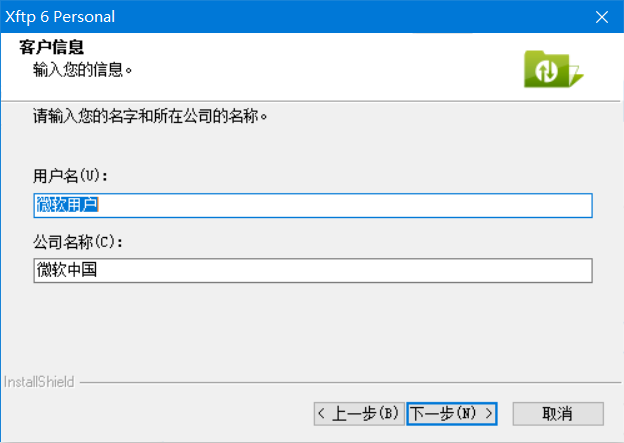 Xftp 6 Personal
客户信息
输入您的信息。
请输入您的名字和所在公司的名称。
用户名(U)：
微软用户
公司名称(C)：
微软中国
InstallShield
< 上一步(B) 下一步(N) > 取消